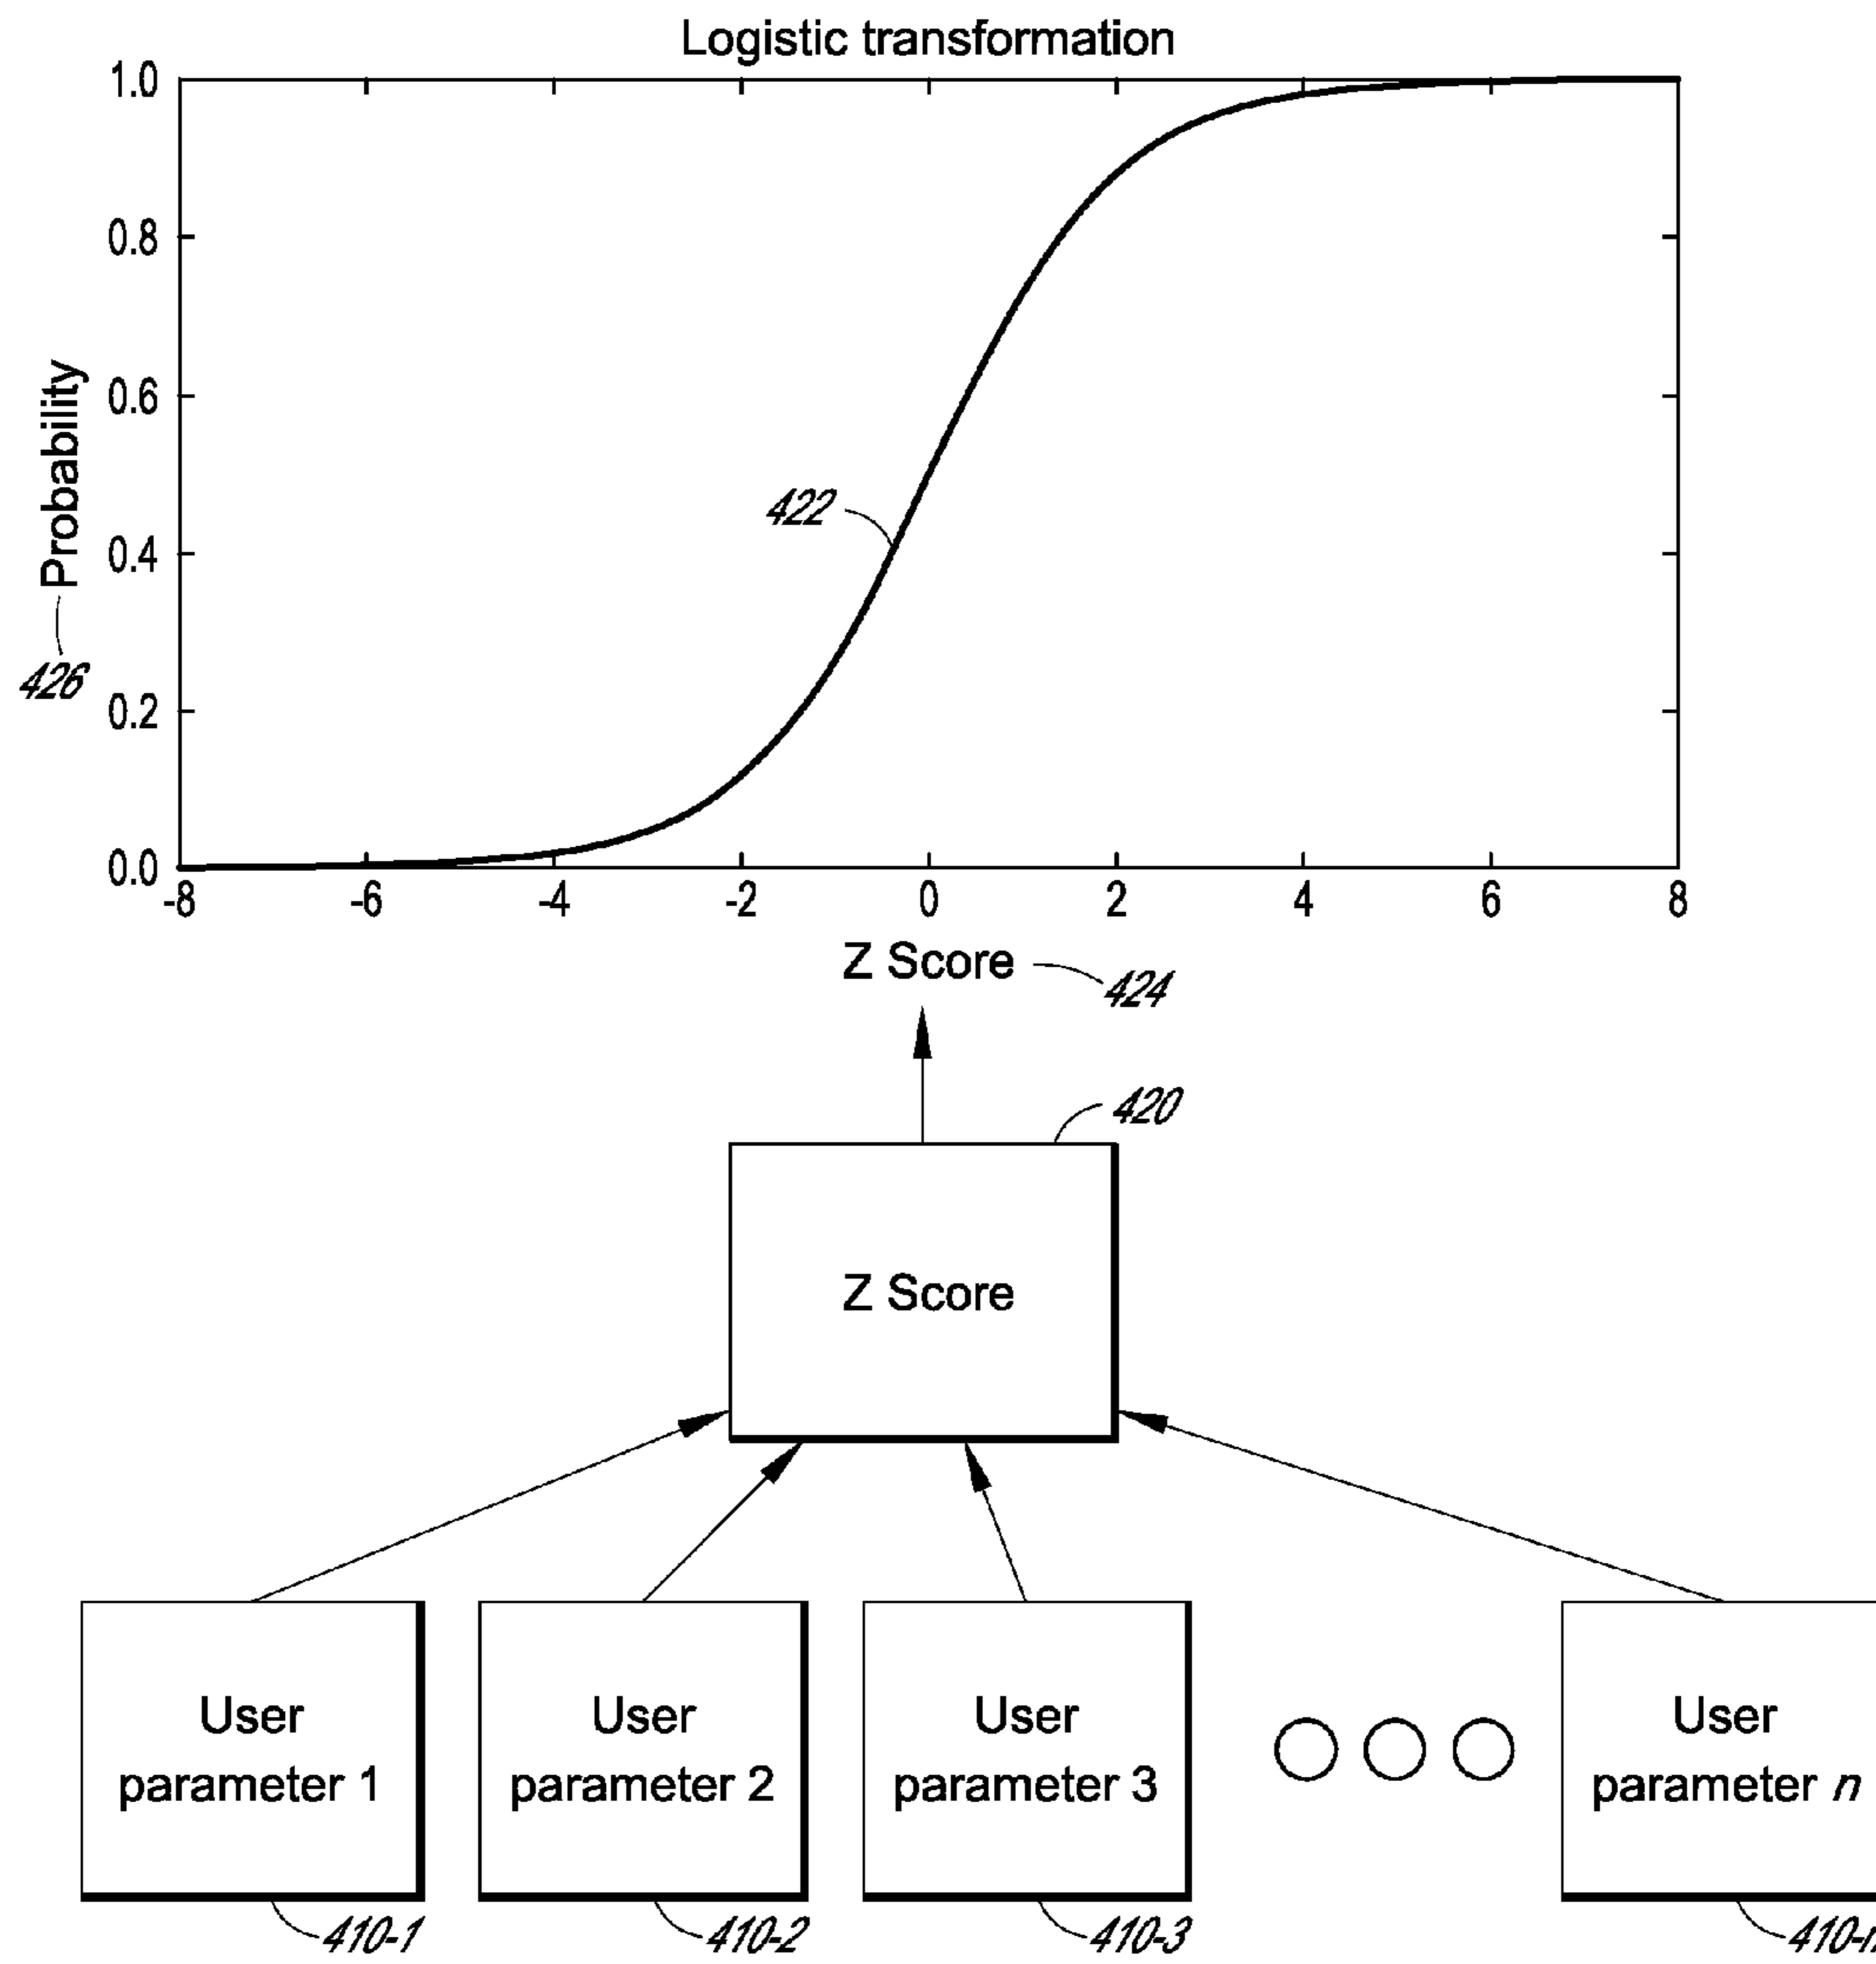 Logistic transformation
1.0
0.8
0.6
0.4
0.2
0.0
Probability
426
422
-8 -6 -4 -2 0 2 4 6 8
Z Score
424
420
Z Score
User
parameter 1
User
parameter 2
User
parameter 3
User
parameter n
410-1
410-2
410-3
410-n